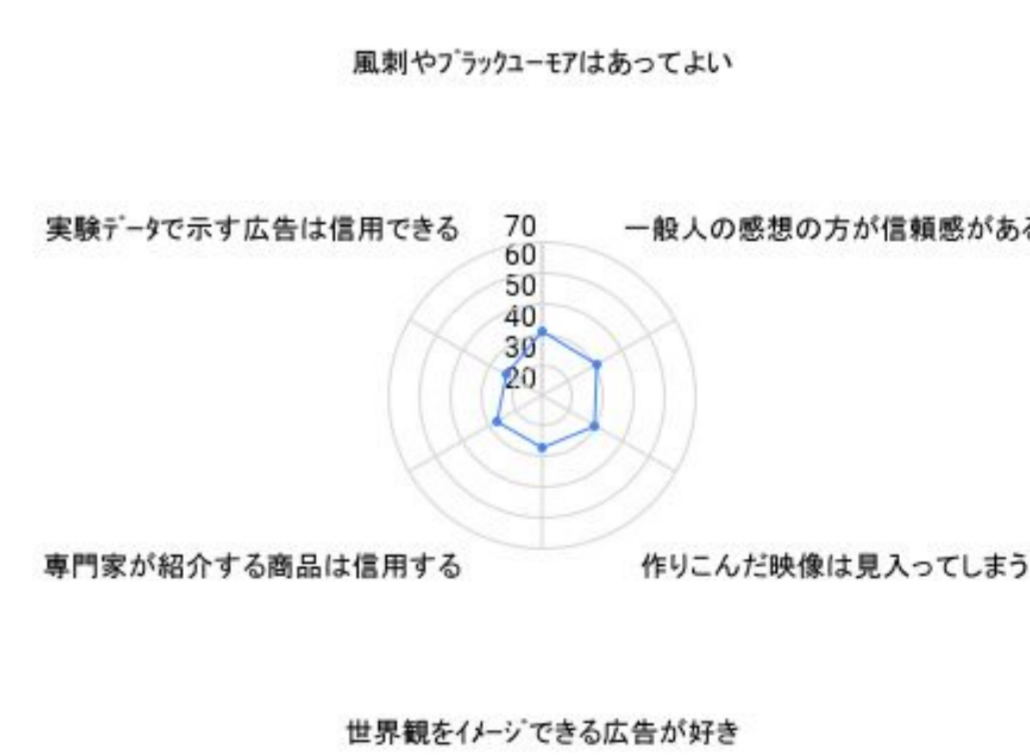 風刺やﾌﾞﾗｯｸﾕｰﾓｱはあってよい
実験ﾃﾞｰﾀで示す広告は信用できる
70
一般人の感想の方が信頼感がある
60
50
40
30
20
専門家が紹介する商品は信用する
作りこんだ映像は見入ってしまう
世界観をｲﾒｰｼﾞできる広告が好き